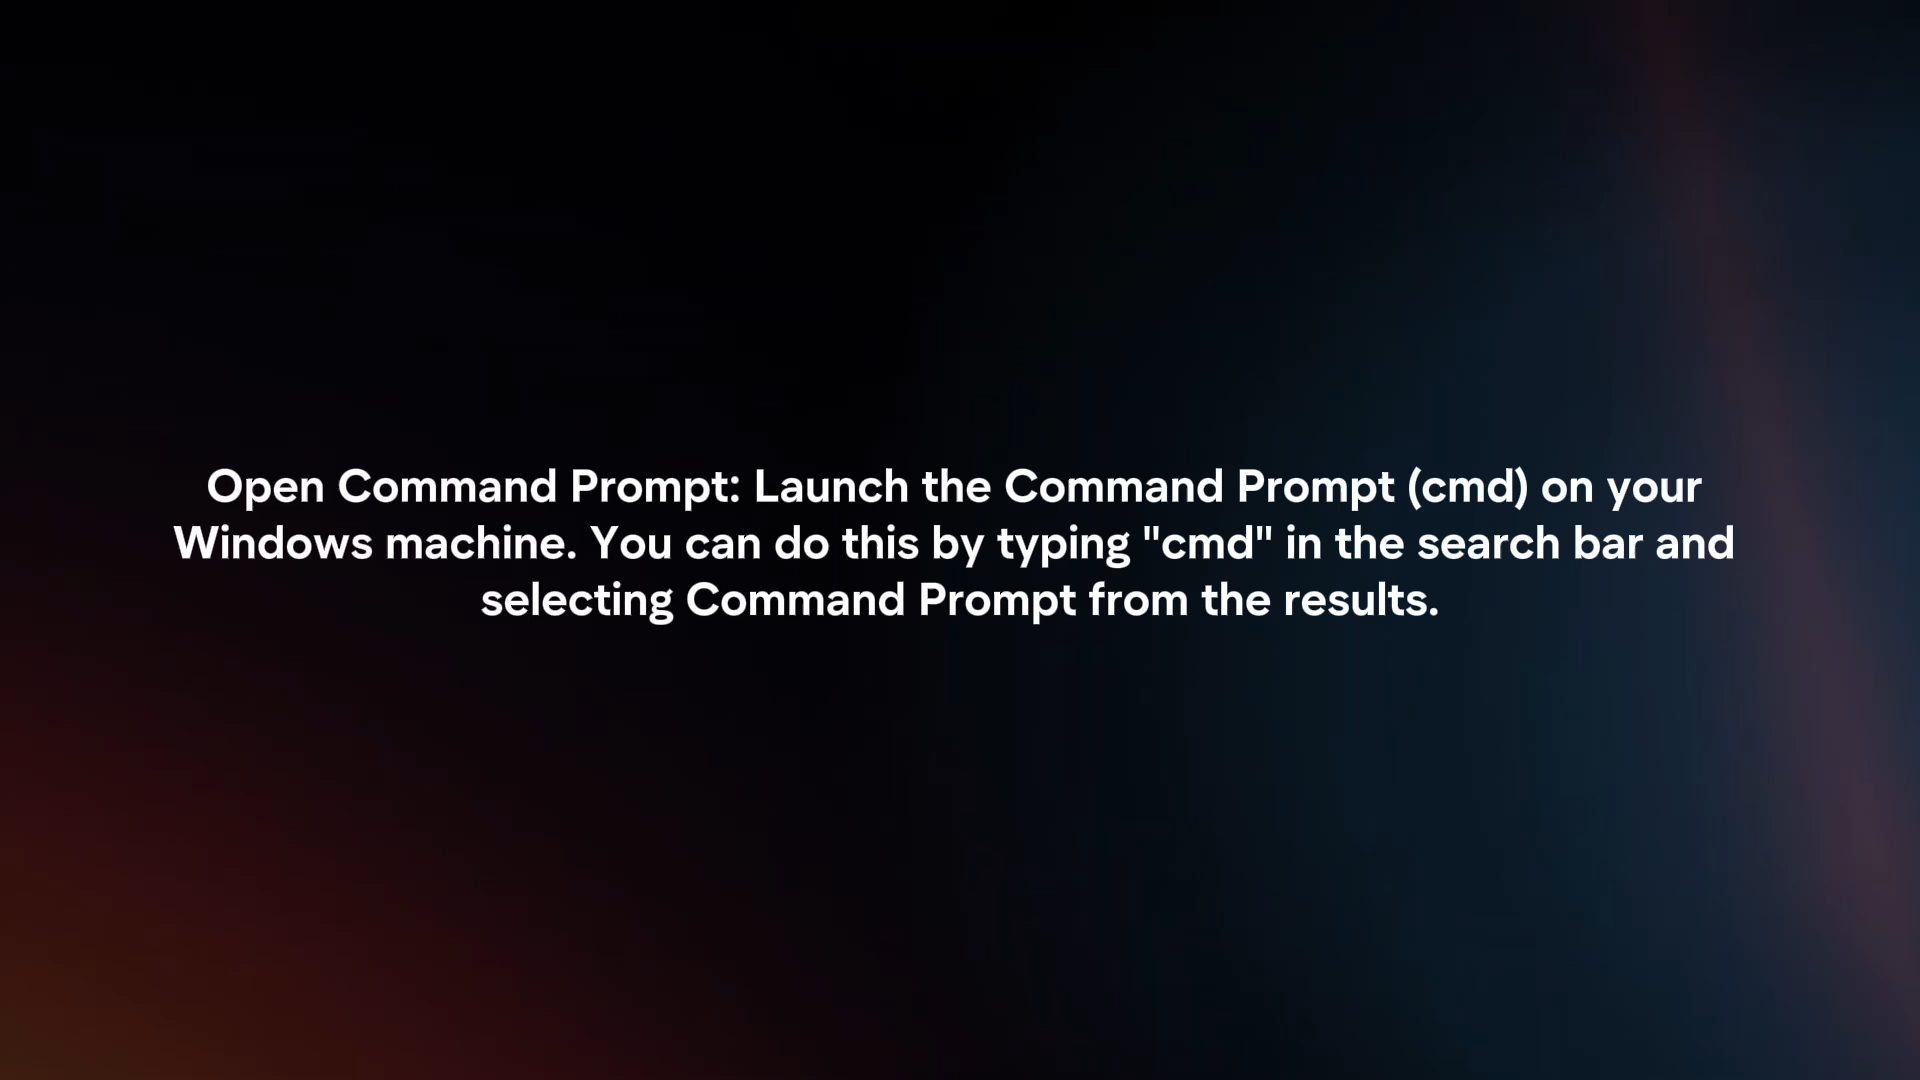 Open Command Prompt: Launch the Command Prompt (cmd) on your
Windows machine. You can do this by typing "cmd" in the search bar and
selecting Command Prompt from the results.